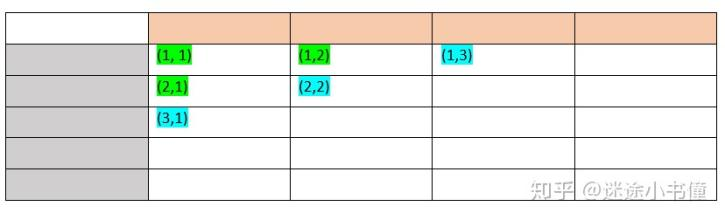 (1, 1) (1,2) (1,3)
(2,1) (2,2)
(3,1)
知乎 @迷途小书僮